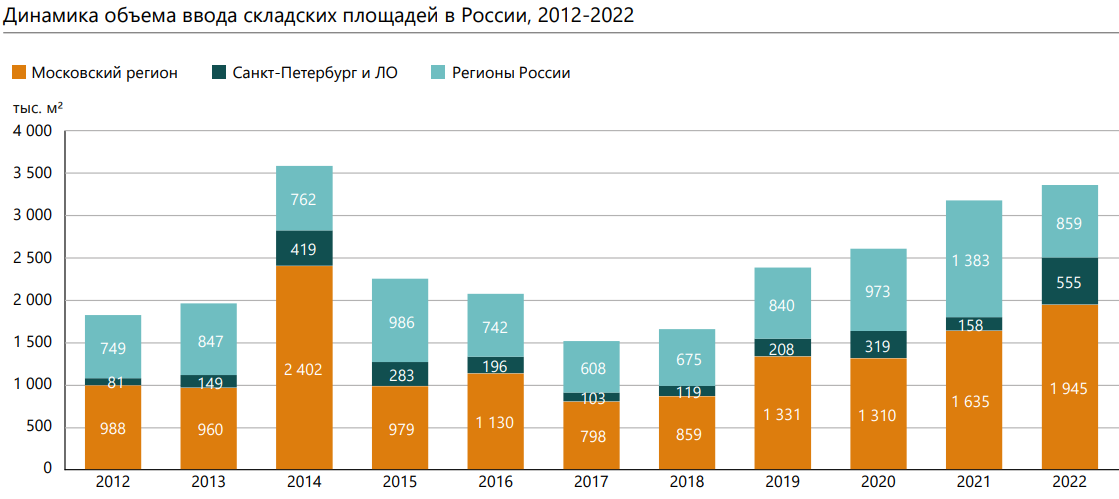 Динамика объема ввода складских площадей в России, 2012-2022
Московский регион Санкт-Петербург и ЛО Регионы России
тыс. м²
4 000
3 500
3 000
2 500
2 000
1 500
1 000
500
0
749 847 762 986 742 608 675 840 973 1 383 859
81 149 419 283 196 103 119 208 319 158 555
988 960 2 402 979 1 130 798 859 1 331 1 310 1 635 1 945
2012 2013 2014 2015 2016 2017 2018 2019 2020 2021 2022